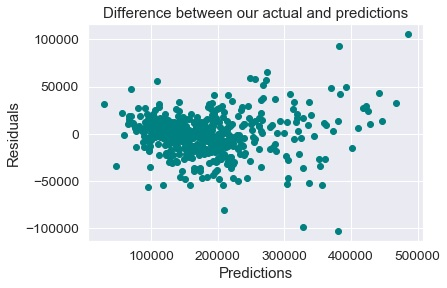 Difference between our actual and predictions
100000
50000
0
−50000
−100000
Residuals
100000 200000 300000 400000 500000
Predictions